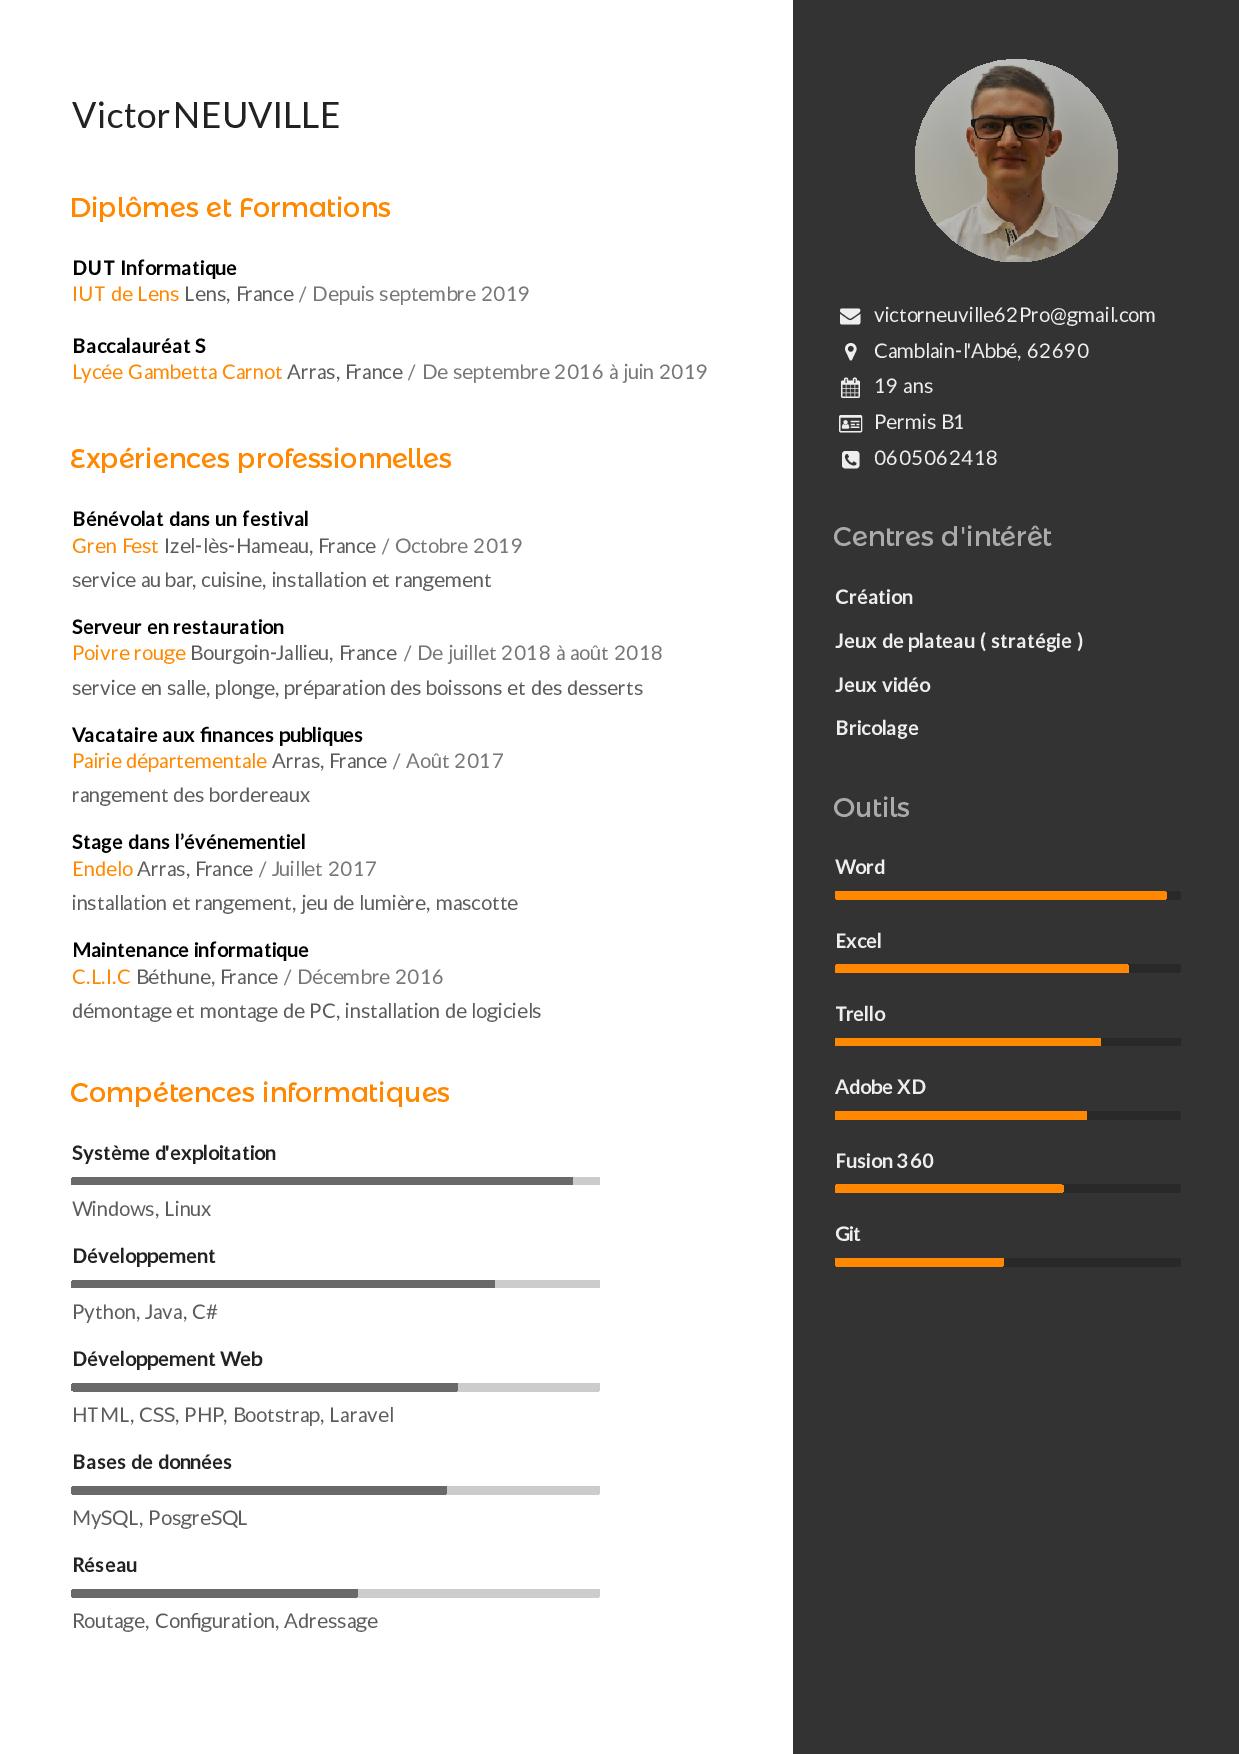 Victor NEUVILLE
Diplômes et Formations
DUT Informatique
IUT de Lens Lens, France / Depuis septembre 2019
Baccalauréat S
Lycée Gambetta Carnot Arras, France / De septembre 2016 à juin 2019
Expériences professionnelles
Bénévolat dans un festival
Gren Fest Izel-lès-Hameau, France / Octobre 2019
service au bar, cuisine, installation et rangement
Serveur en restauration
Poivre rouge Bourgoin-Jallieu, France / De juillet 2018 à août 2018
service en salle, plonge, préparation des boissons et des desserts
Vacataire aux finances publiques
Pairie départementale Arras, France / Août 2017
rangement des bordereaux
Stage dans l’événementiel
Endelo Arras, France / Juillet 2017
installation et rangement, jeu de lumière, mascotte
Maintenance informatique
C.L.I.C Béthune, France / Décembre 2016
démontage et montage de PC, installation de logiciels
Compétences informatiques
Système d'exploitation
Windows, Linux
Développement
Python, Java, C#
Développement Web
HTML, CSS, PHP, Bootstrap, Laravel
Bases de données
MySQL, PosgreSQL
Réseau
Routage, Configuration, Adressage
victorneuville62Pro@gmail.com
Camblain-l'Abbé, 62690
19 ans
Permis B1
0605062418
Centres d'intérêt
Création
Jeux de plateau ( stratégie )
Jeux vidéo
Bricolage
Outils
Word
Excel
Trello
Adobe XD
Fusion 360
Git